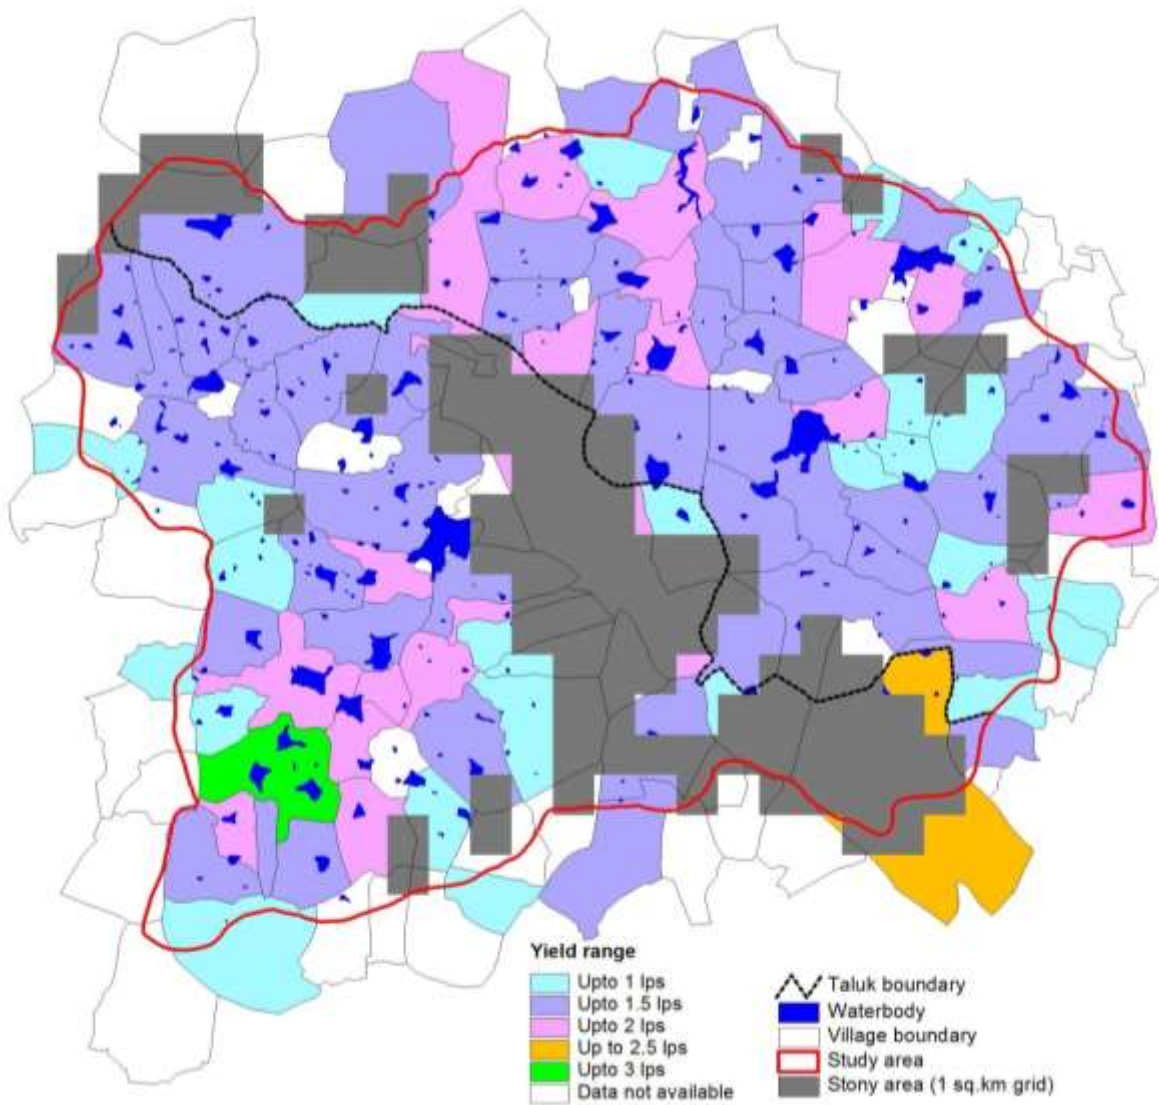 Yield range
Upto 1 lps
Upto 1.5 lps
Upto 2 lps
Up to 2.5 lps
Upto 3 lps
Data not available
Taluk boundary
Waterbody
Village boundary
Study area
Stony area (1 sq.km grid)